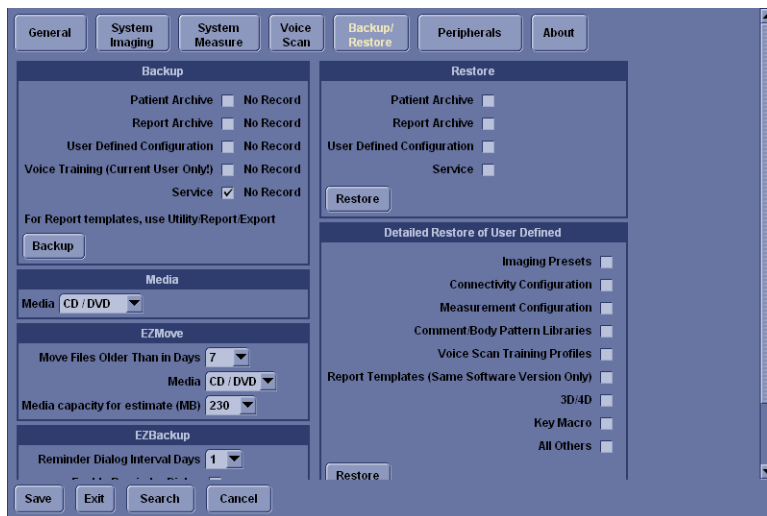 General
System Imaging
System Measure
Voice Scan
Backup/ Restore
Peripherals
About
Backup
Patient Archive No Record
Report Archive No Record
User Defined Configuration No Record
Voice Training (Current User Only!) No Record
Service No Record
For Report templates, use Utility/Report/Export
Backup
Media
Media CD / DVD
EZMove
Move Files Older Than in Days 7
Media CD / DVD
Media capacity for estimate (MB) 230
EZBackup
Reminder Dialog Interval Days 1
Restore
Patient Archive
Report Archive
User Defined Configuration
Service
Restore
Detailed Restore of User Defined
Imaging Presets
Connectivity Configuration
Measurement Configuration
Comment/Body Pattern Libraries
Voice Scan Training Profiles
Report Templates (Same Software Version Only)
3D/4D
Key Macro
All Others
Restore
Save
Exit
Search
Cancel